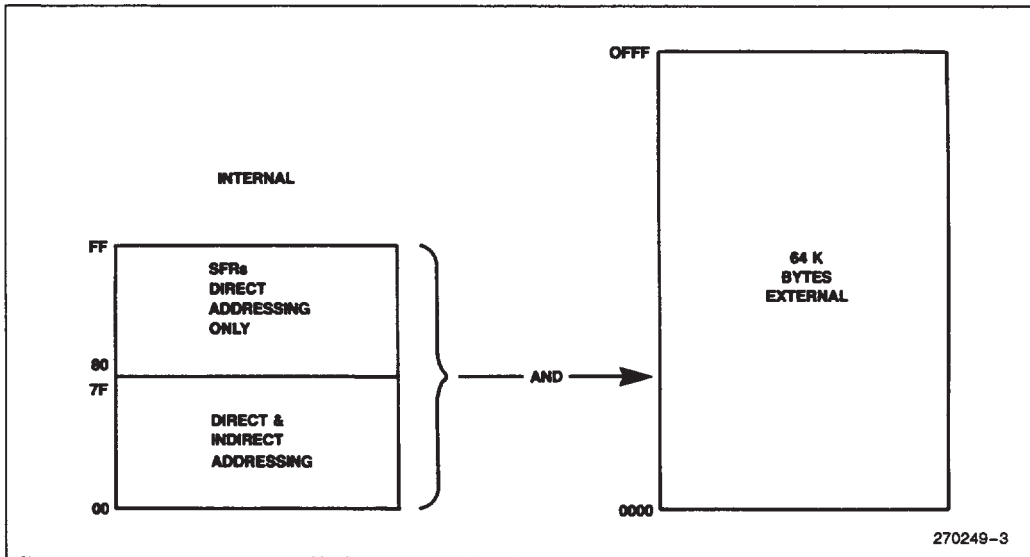 INTERNAL
FF
SFRs
DIRECT
ADDRESSING
ONLY
80
7F
DIRECT &
INDIRECT
ADDRESSING
00
AND
OFFF
64 K
BYTES
EXTERNAL
0000
270249-3